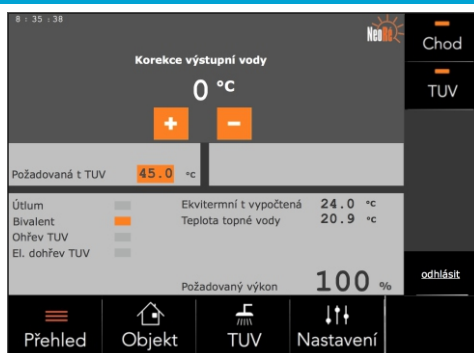 8 : 35 : 38
NeoRé
Chod
TUV
Korekce výstupní vody
0 °C
+ −
Požadovaná t TUV 45.0 °C
Útlum
Bivalent
Ohřev TUV
El. dohřev TUV
Ekvitermní t vypočtená 24.0 °C
Teplota topné vody 20.9 °C
Požadovaný výkon 100 %
odhlásit
Přehled Objekt TUV Nastavení